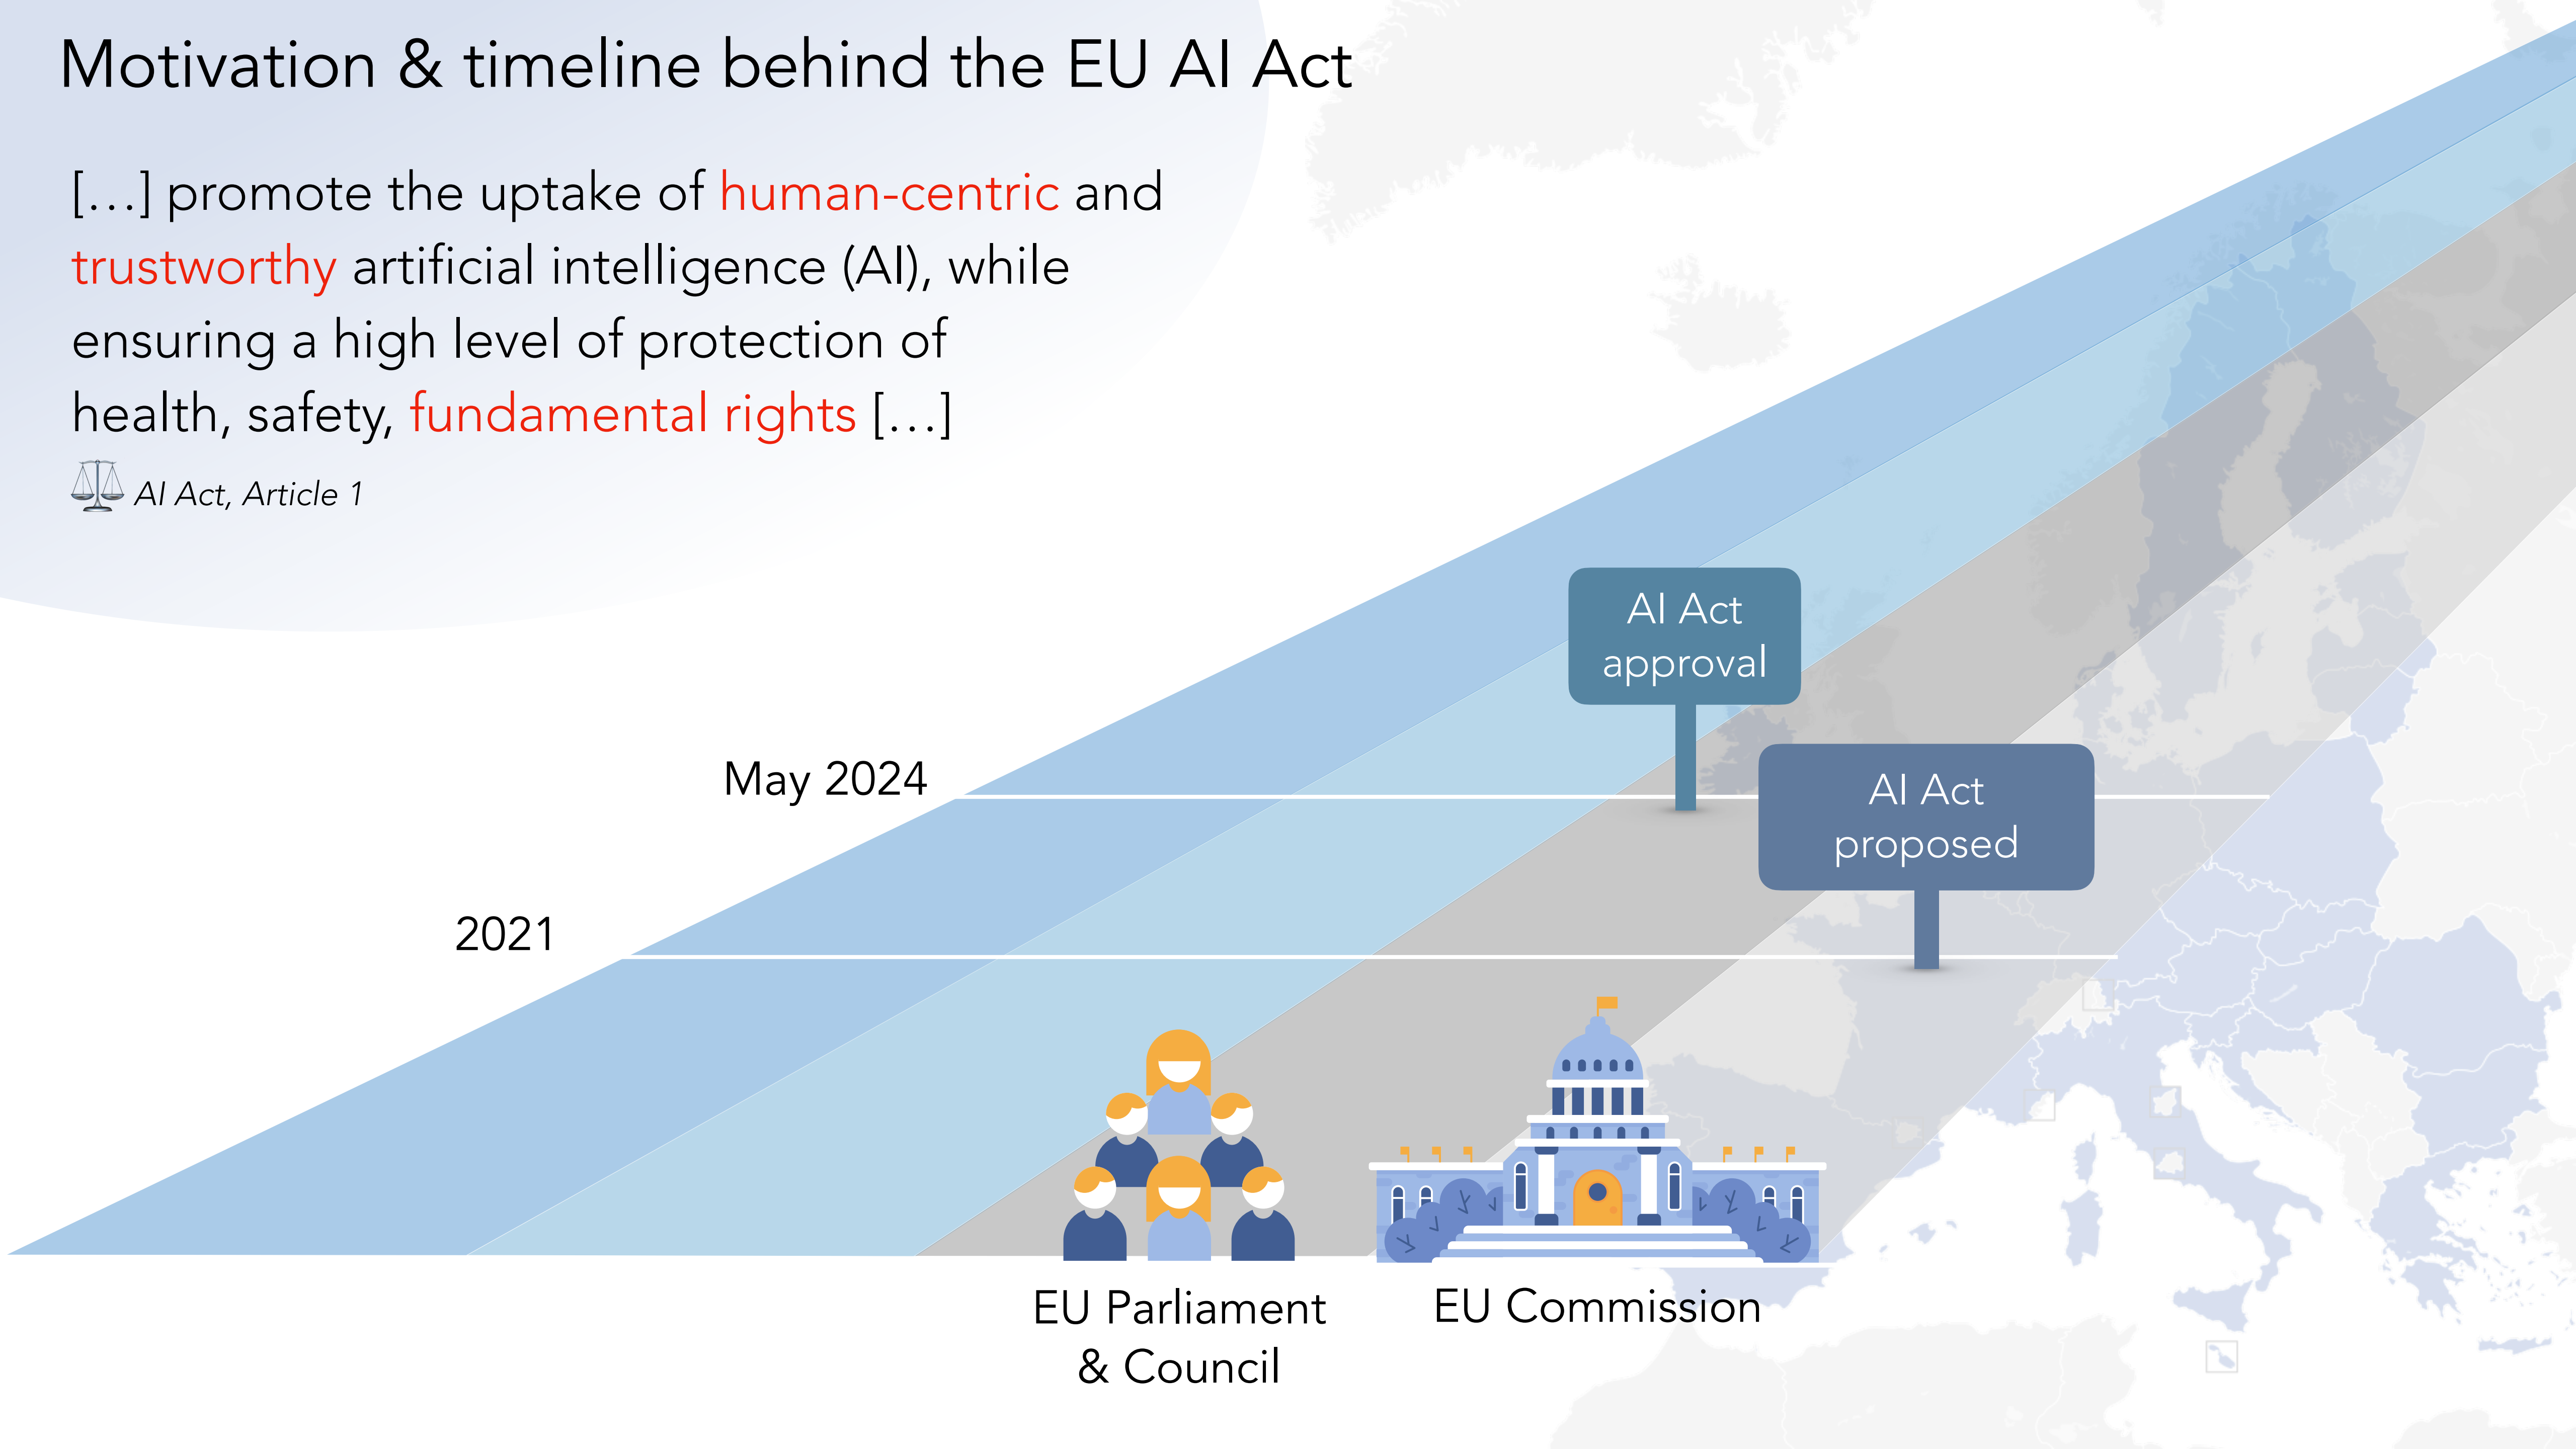 Motivation & timeline behind the EU AI Act
[…] promote the uptake of human-centric and
trustworthy artificial intelligence (AI), while
ensuring a high level of protection of
health, safety, fundamental rights […]
AI Act, Article 1
AI Act
approval
May 2024
AI Act
proposed
2021
EU Parliament
& Council
EU Commission